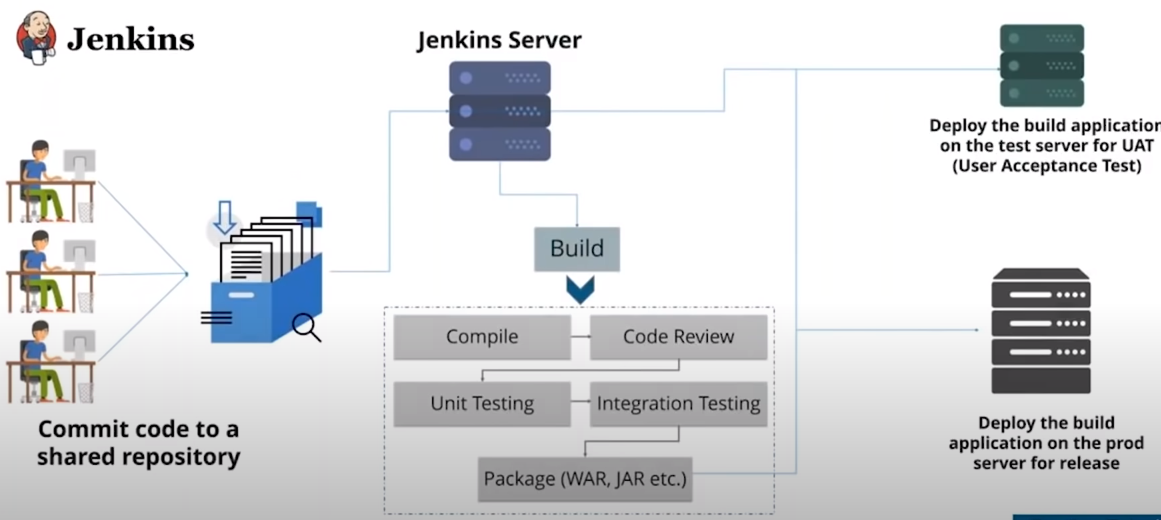 Jenkins
Jenkins Server
Commit code to a
shared repository
Build
Compile
Code Review
Unit Testing
Integration Testing
Package (WAR, JAR etc.)
Deploy the build application
on the test server for UAT
(User Acceptance Test)
Deploy the build
application on the prod
server for release